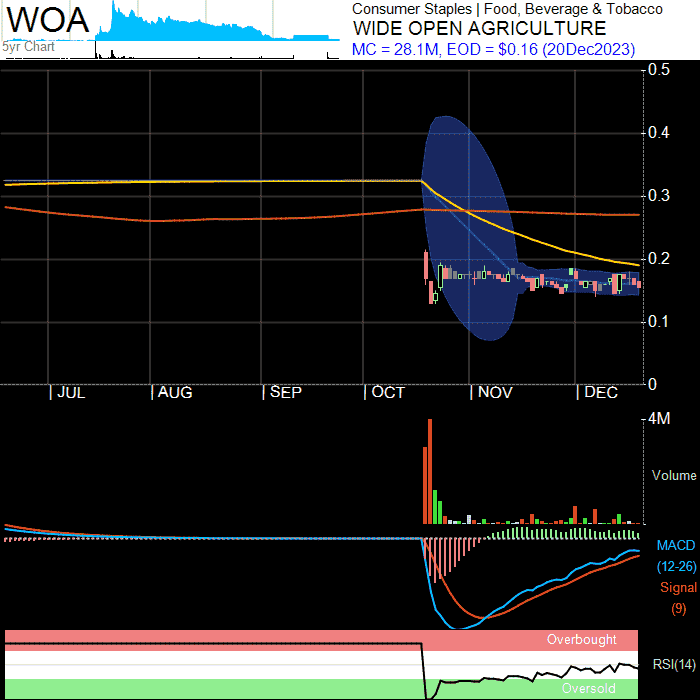 WOA
5yr Chart
Consumer Staples | Food, Beverage & Tobacco
WIDE OPEN AGRICULTURE
MC = 28.1M, EOD = $0.16 (20Dec2023)
0.5
0.4
0.3
0.2
0.1
0
| JUL | AUG | SEP | OCT | NOV | DEC
4M
Volume
MACD
(12-26)
Signal
(9)
Overbought
RSI(14)
Oversold